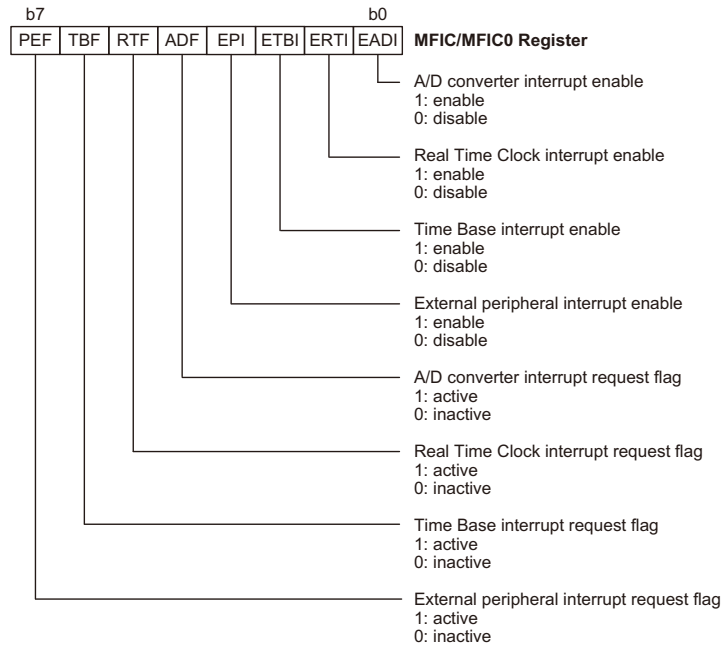 b7 b0
PEF TBF RTF ADF EPI ETBI ERTI EADI MFIC/MFIC0 Register
A/D converter interrupt enable
1: enable
0: disable
Real Time Clock interrupt enable
1: enable
0: disable
Time Base interrupt enable
1: enable
0: disable
External peripheral interrupt enable
1: enable
0: disable
A/D converter interrupt request flag
1: active
0: inactive
Real Time Clock interrupt request flag
1: active
0: inactive
Time Base interrupt request flag
1: active
0: inactive
External peripheral interrupt request flag
1: active
0: inactive